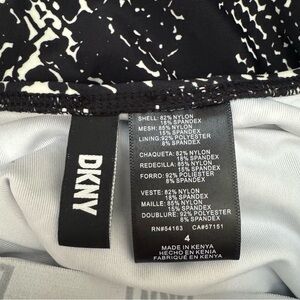 DKNY
SHELL: 82% NYLON
18% SPANDEX
MESH: 85% NYLON
15% SPANDEX
LINING: 92% POLYESTER
8% SPANDEX
CHAQUETA: 82% NYLON
18% SPANDEX
REDECILLA: 85% NYLON
15% SPANDEX
FORRO: 92% POLIESTER
8% SPANDEX
VESTE: 82% NYLON
18% SPANDEX
MAILLE: 85% NYLON
15% SPANDEX
DOUBLURE: 92% POLYESTER
8% SPANDEX
RN#54163 CA#57151
4
MADE IN KENYA
HECHO EN KENIA
FABRIQUÉ EN KENYA